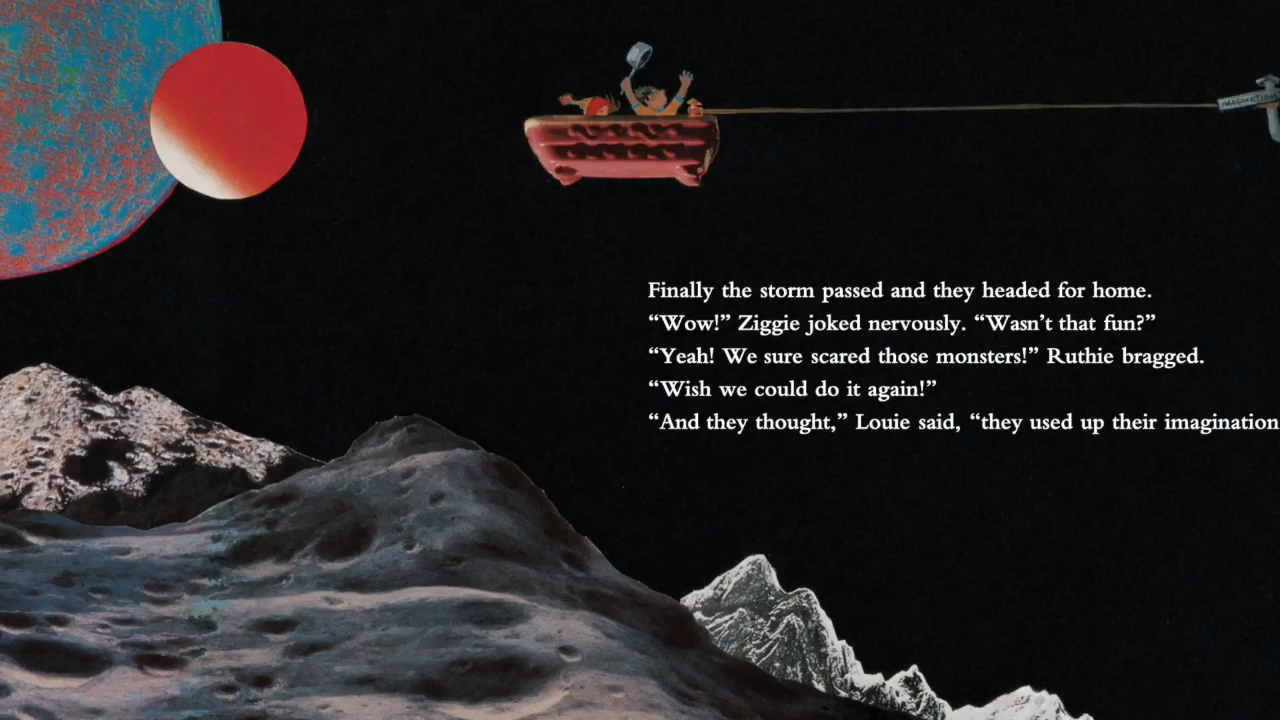 Finally the storm passed and they headed for home.
“Wow!” Ziggie joked nervously. “Wasn’t that fun?”
“Yeah! We sure scared those monsters!” Ruthie bragged.
“Wish we could do it again!”
“And they thought,” Louie said, “they used up their imagination